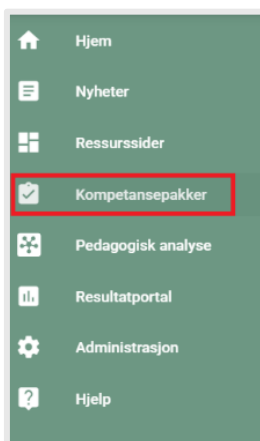 Hjem
Nyheter
Ressurssider
Kompetansepakker
Pedagogisk analyse
Resultatportal
Administrasjon
Hjelp